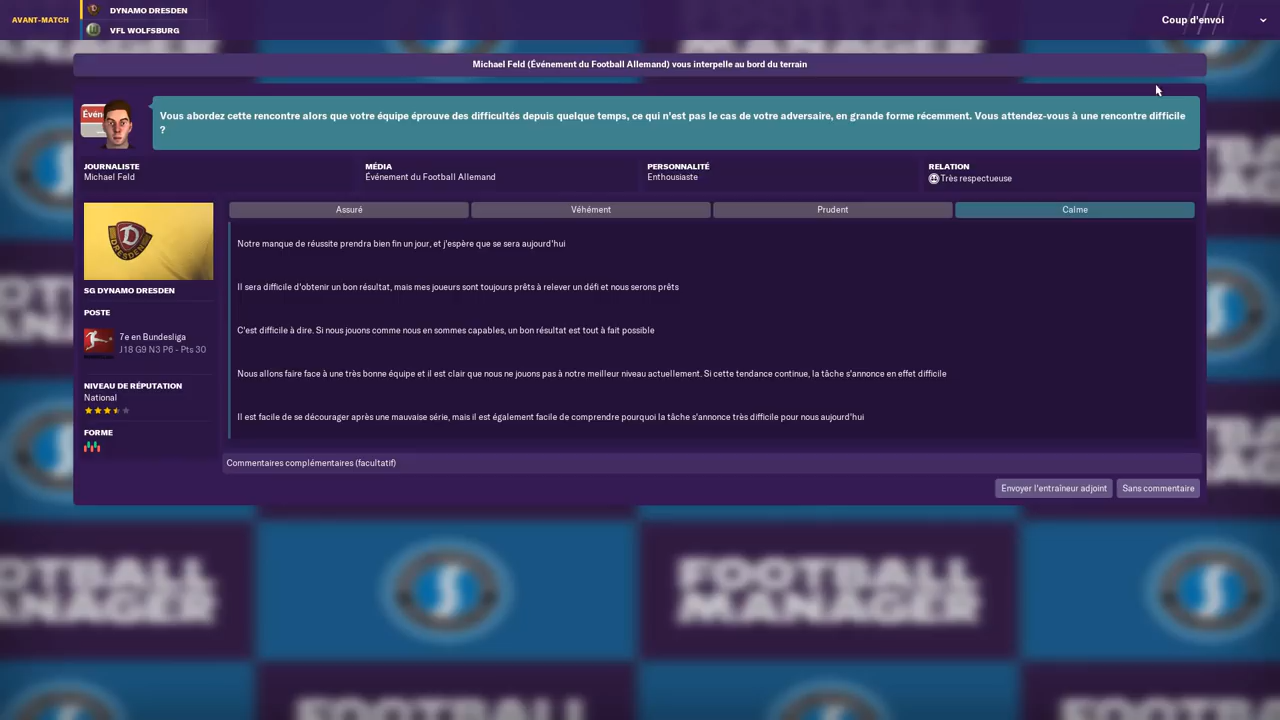 AVANT-MATCH
DYNAMO DRESDEN
VFL WOLFSBURG
Coup d'envoi
Michael Feld (Événement du Football Allemand) vous interpelle au bord du terrain
Vous abordez cette rencontre alors que votre équipe éprouve des difficultés depuis quelque temps, ce qui n'est pas le cas de votre adversaire, en grande forme récemment. Vous attendez-vous à une rencontre difficile
?
JOURNALISTE
Michael Feld
MÉDIA
Événement du Football Allemand
PERSONNALITÉ
Enthousiaste
RELATION
Très respectueuse
Assuré
Véhément
Prudent
Calme
D
DRESDEN
SG DYNAMO DRESDEN
POSTE
7e en Bundesliga
J18 G9 N3 P6 - Pts 30
NIVEAU DE RÉPUTATION
National
FORME
Notre manque de réussite prendra bien fin un jour, et j'espère que se sera aujourd'hui
Il sera difficile d'obtenir un bon résultat, mais mes joueurs sont toujours prêts à relever un défi et nous serons prêts
C'est difficile à dire. Si nous jouons comme nous en sommes capables, un bon résultat est tout à fait possible
Nous allons faire face à une très bonne équipe et il est clair que nous ne jouons pas à notre meilleur niveau actuellement. Si cette tendance continue, la tâche s'annonce en effet difficile
Il est facile de se décourager après une mauvaise série, mais il est également facile de comprendre pourquoi la tâche s'annonce très difficile pour nous aujourd'hui
Commentaires complémentaires (facultatif)
Envoyer l'entraîneur adjoint
Sans commentaire
FOOTBALL
MANAGER